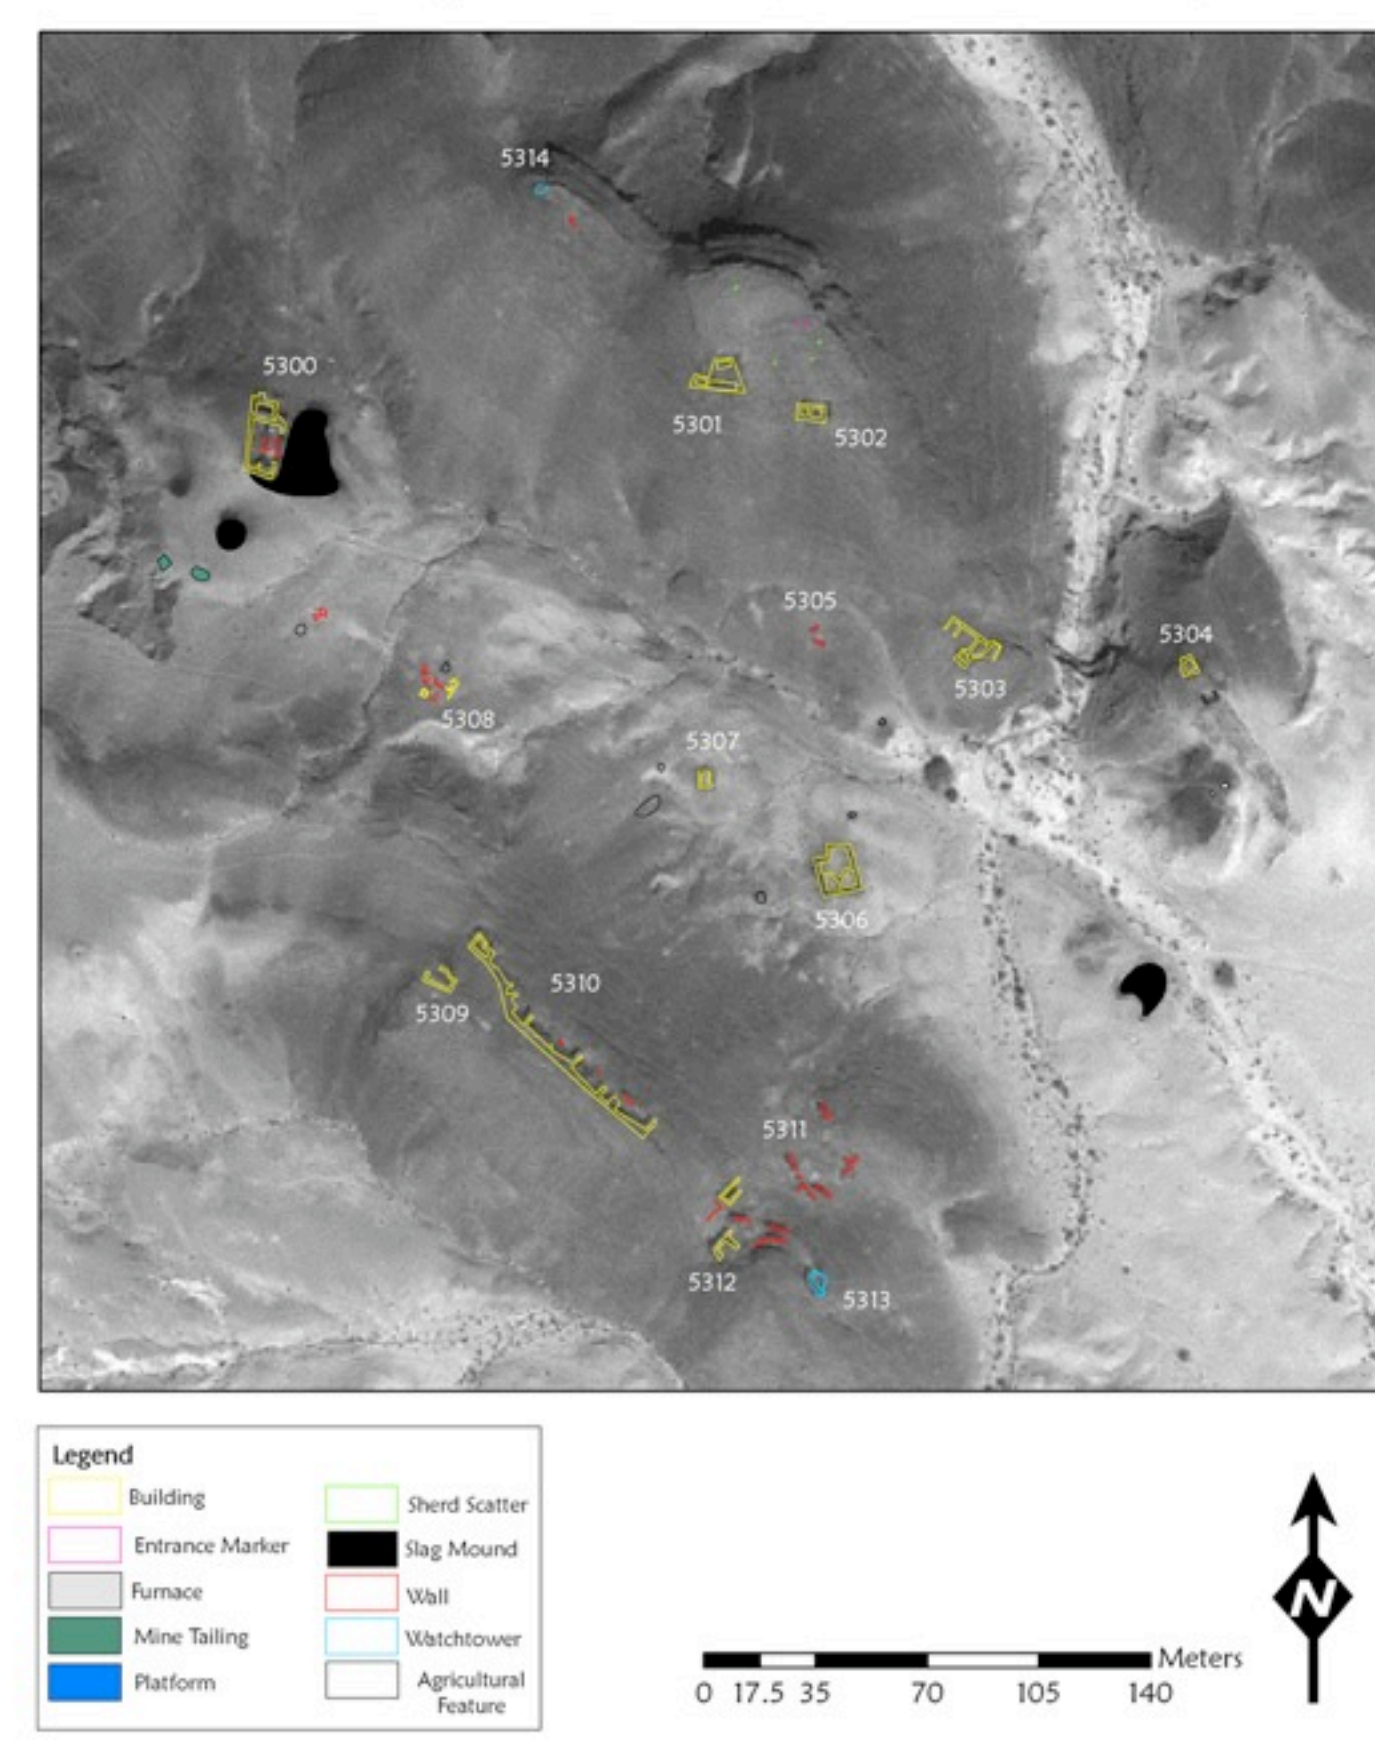 5314
5300
5301
5302
5305
5304
5303
5308
5307
5306
5310
5309
5311
5312
5313
Legend
Building
Entrance Marker
Furnace
Mine Tailing
Platform
Sherd Scatter
Slag Mound
Wall
Watchtower
Agricultural
Feature
Meters
0 17.5 35 70 105 140
N